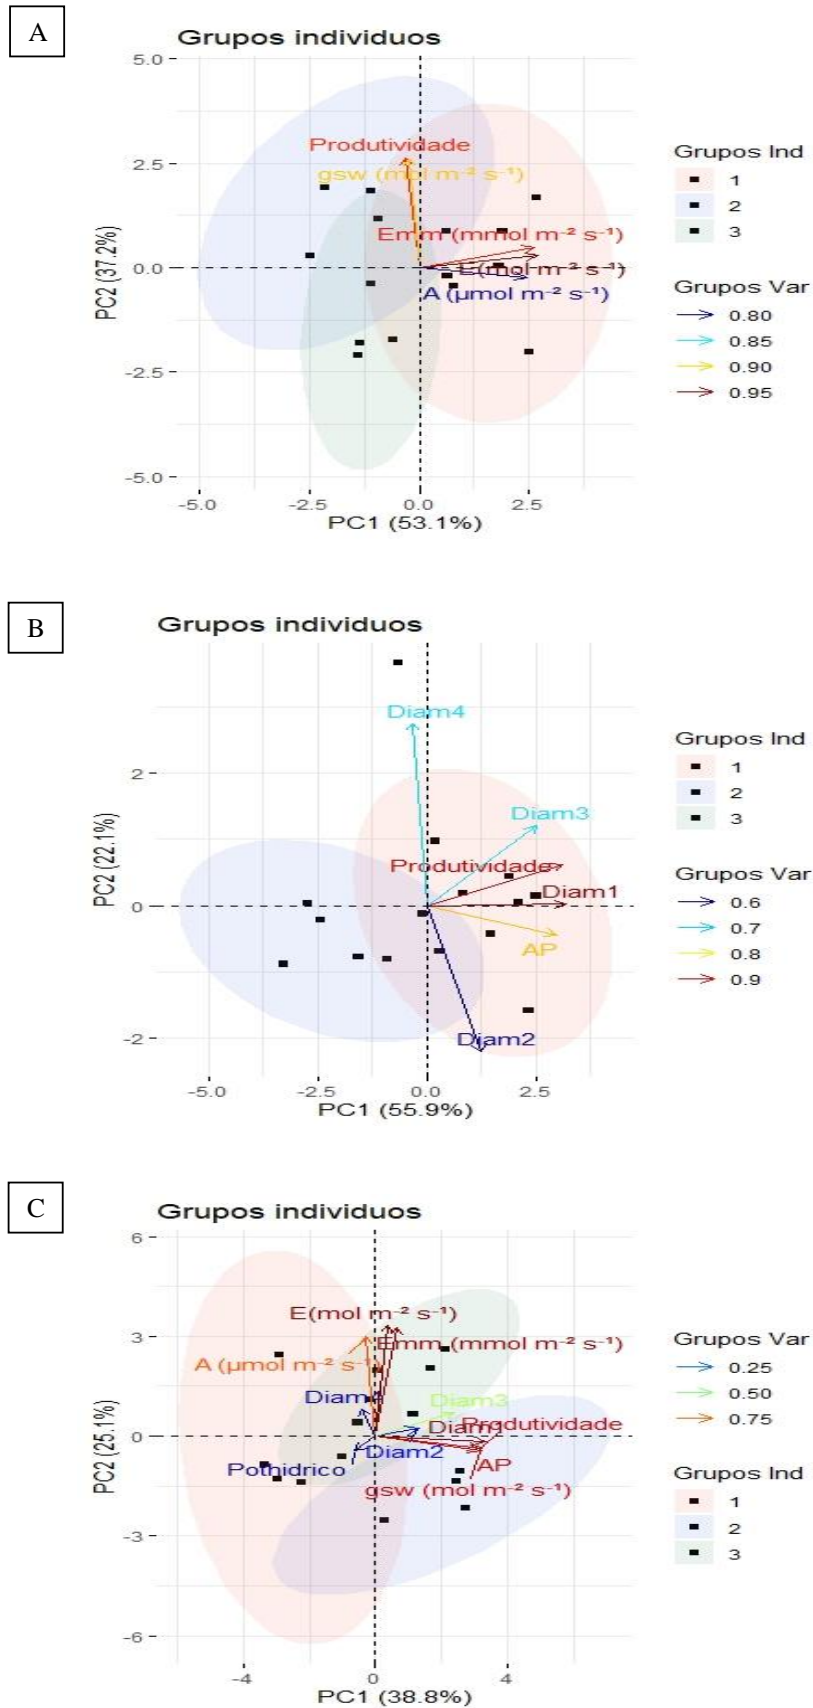 A
Grupos individuos
5.0
2.5
0.0
-2.5
-5.0
PC2 (37.2%)
Produtividade
gsw (mol m⁻² s⁻¹)
Emm (mmol m⁻² s⁻¹)
E(mol m⁻² s⁻¹)
A (µmol m⁻² s⁻¹)
-5.0 -2.5 0.0 2.5
PC1 (53.1%)
Grupos Ind
1
2
3
Grupos Var
0.80
0.85
0.90
0.95
B
Grupos individuos
2
0
-2
PC2 (22.1%)
Diam4
Diam3
Produtividade
Diam1
AP
Diam2
-5.0 -2.5 0.0 2.5
PC1 (55.9%)
Grupos Ind
1
2
3
Grupos Var
0.6
0.7
0.8
0.9
C
Grupos individuos
6
3
0
-3
-6
PC2 (25.1%)
E(mol m⁻² s⁻¹)
Emm (mmol m⁻² s⁻¹)
A (µmol m⁻² s⁻¹)
Diam4
Diam3
Diam1
Produtividade
Diam2
Pothidrico
AP
gsw (mol m⁻² s⁻¹)
-4 0 4
PC1 (38.8%)
Grupos Var
0.25
0.50
0.75
Grupos Ind
1
2
3